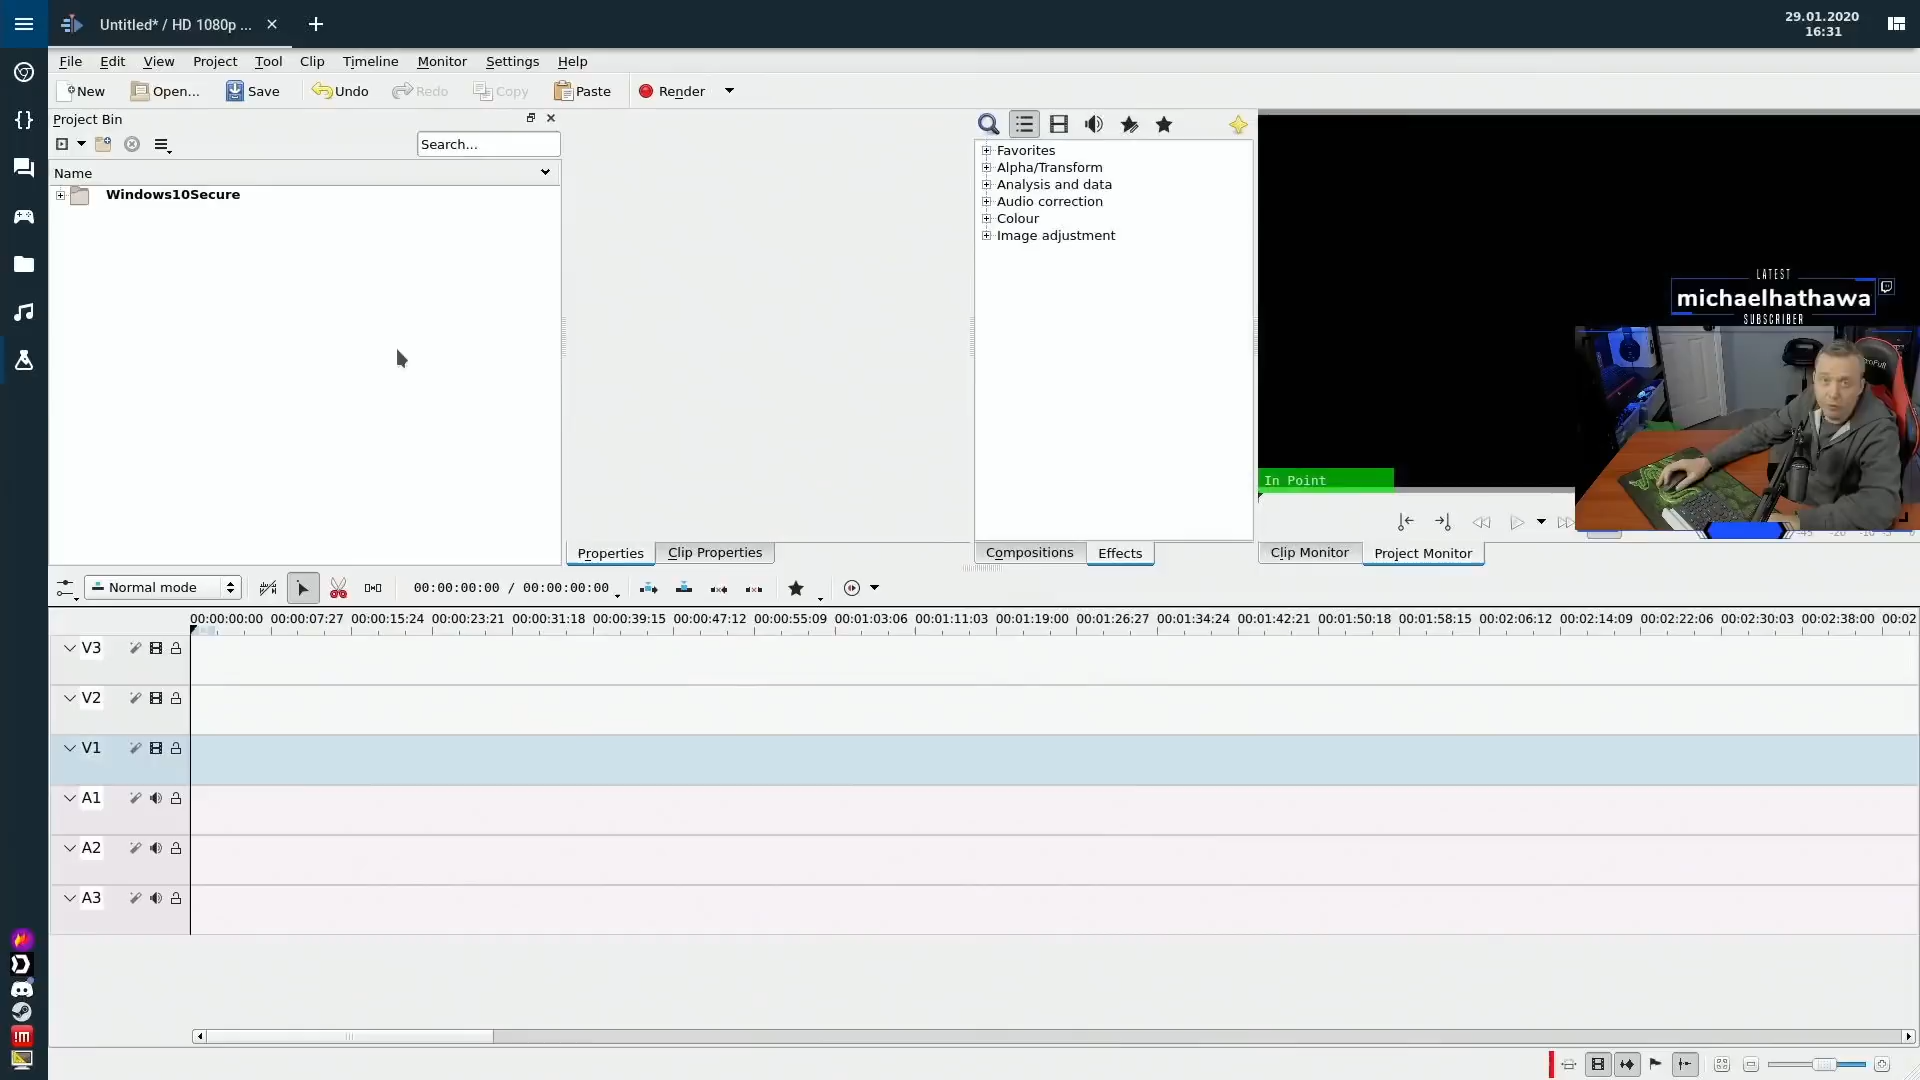 Untitled* / HD 1080p ...
29.01.2020
16:31
File Edit View Project Tool Clip Timeline Monitor Settings Help
New Open... Save Undo Redo Copy Paste Render
Project Bin
Search...
Name
Windows10Secure
Favorites
Alpha/Transform
Analysis and data
Audio correction
Colour
Image adjustment
LATEST
michaelhathawa
SUBSCRIBER
In Point
-45 -20 -10 -5 0
Properties Clip Properties
Compositions Effects
Clip Monitor Project Monitor
Normal mode
00:00:00:00 / 00:00:00:00
00:00:00:00 00:00:07:27 00:00:15:24 00:00:23:21 00:00:31:18 00:00:39:15 00:00:47:12 00:00:55:09 00:01:03:06 00:01:11:03 00:01:19:00 00:01:26:27 00:01:34:24 00:01:42:21 00:01:50:18 00:01:58:15 00:02:06:12 00:02:14:09 00:02:22:06 00:02:30:03 00:02:38:00 00:02
V3
V2
V1
A1
A2
A3
!m